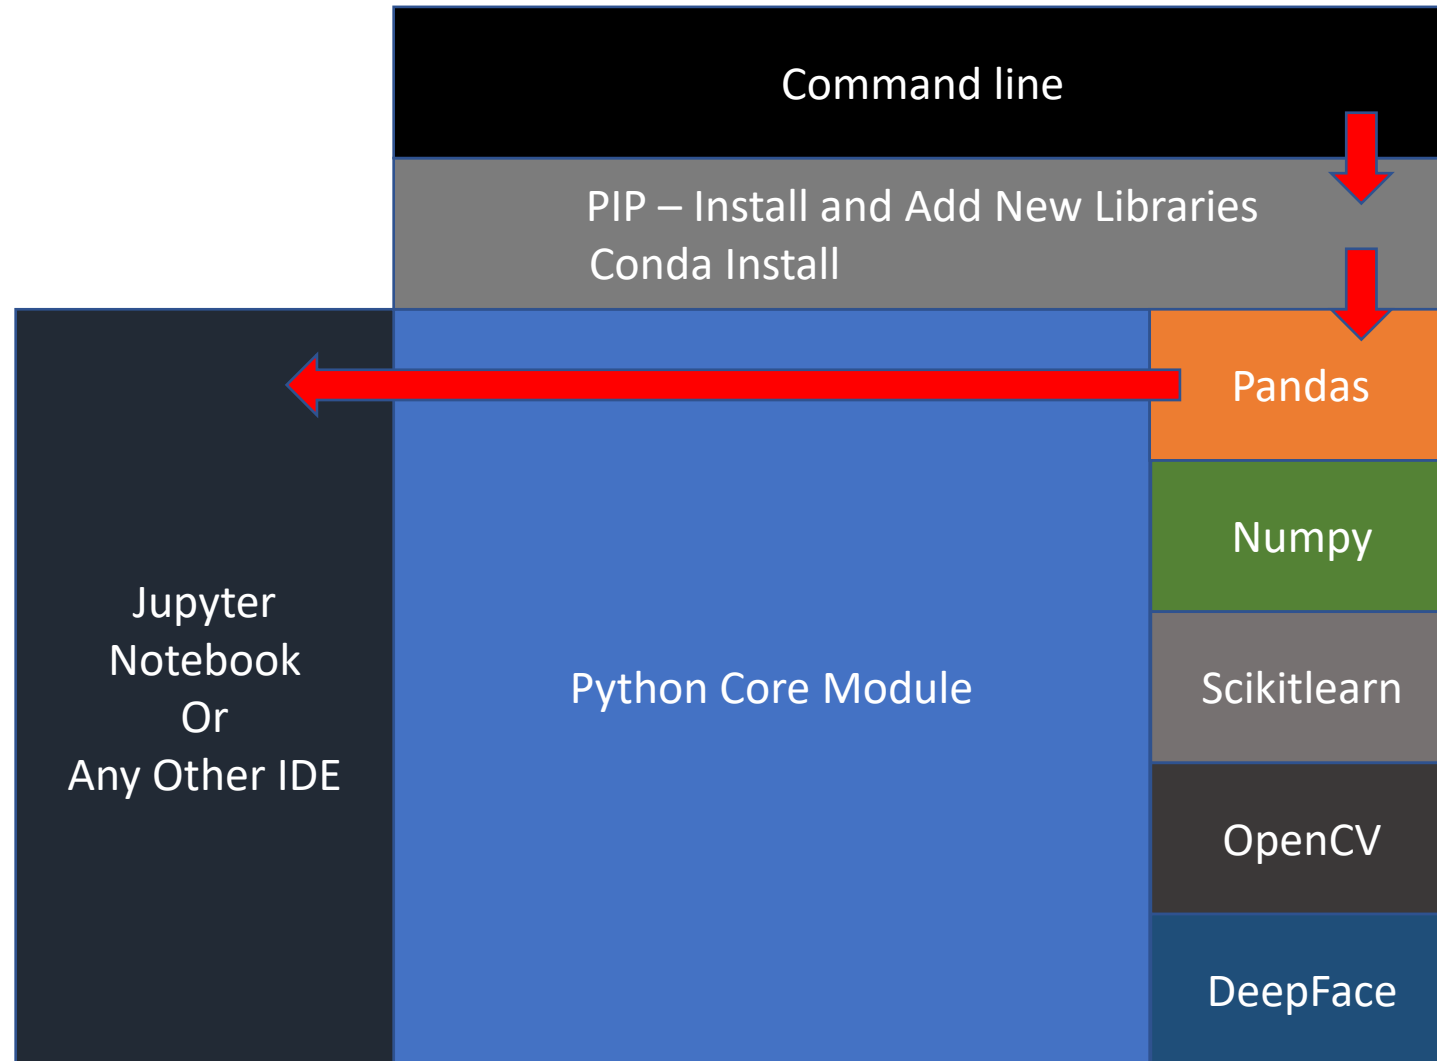 Command line
PIP – Install and Add New Libraries
Conda Install
Jupyter
Notebook
Or
Any Other IDE
Python Core Module
Pandas
Numpy
Scikitlearn
OpenCV
DeepFace